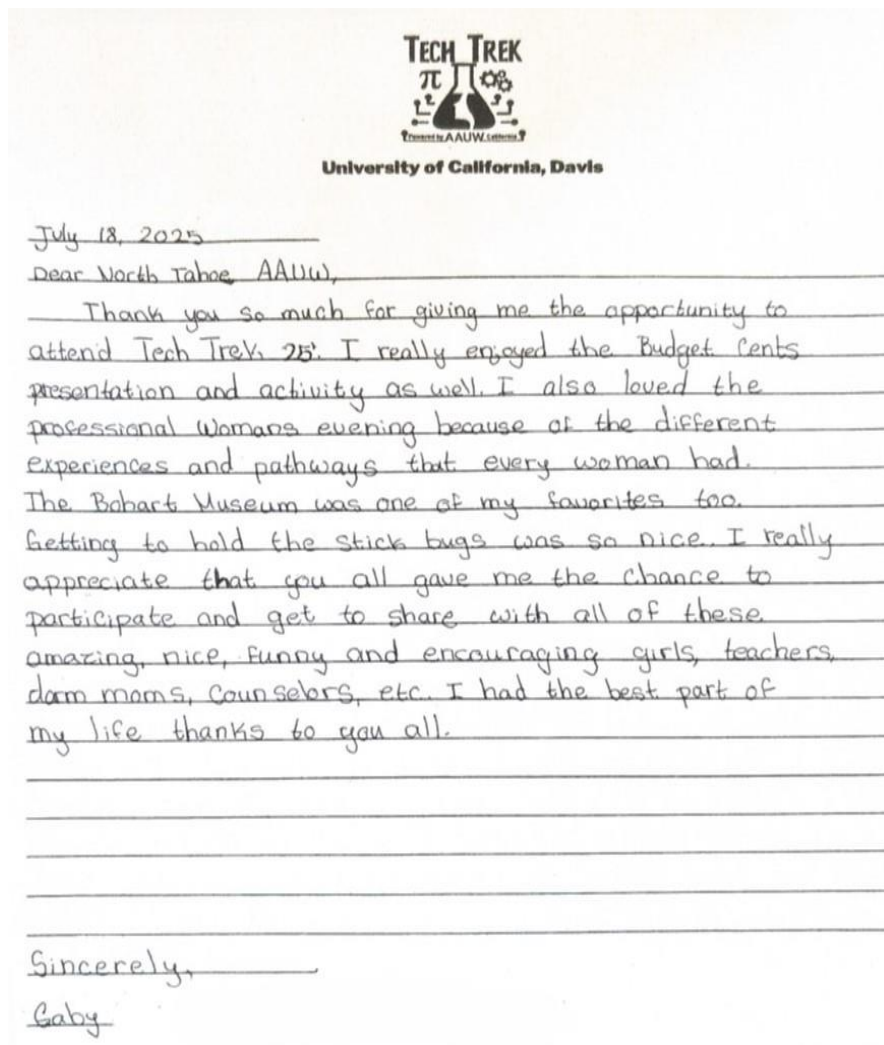 TECH TREK
π
Powered by AAUW California
University of California, Davis
July 18, 2025
Dear North Tahoe AAUW,
Thank you so much for giving me the opportunity to
attend Tech Trek 25'. I really enjoyed the Budget Cents
presentation and activity as well. I also loved the
professional Womans evening because of the different
experiences and pathways that every woman had.
The Bohart Museum was one of my favorites too.
Getting to hold the stick bugs was so nice. I really
appreciate that you all gave me the chance to
participate and get to share with all of these
amazing, nice, funny and encouraging girls, teachers,
dorm moms, counselors, etc. I had the best part of
my life thanks to you all.
Sincerely,
Gaby